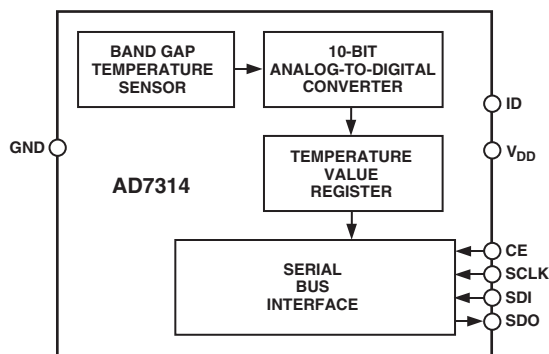 BAND GAP
TEMPERATURE
SENSOR
10-BIT
ANALOG-TO-DIGITAL
CONVERTER
ID
GND
V_DD
TEMPERATURE
VALUE
REGISTER
AD7314
SERIAL
BUS
INTERFACE
CE
SCLK
SDI
SDO